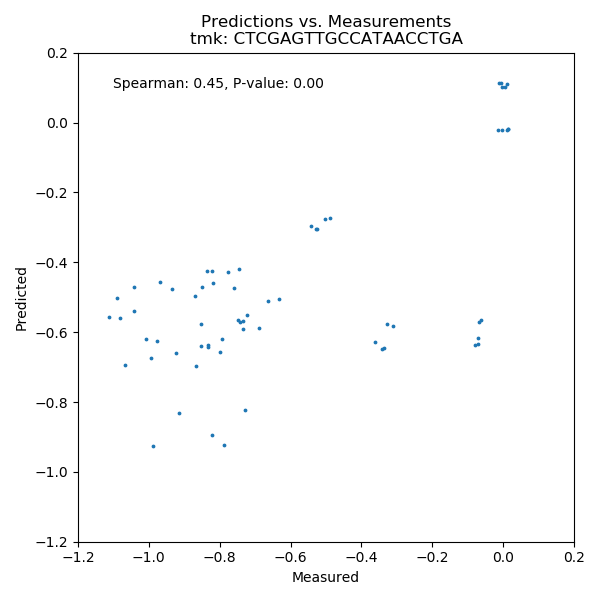 Predictions vs. Measurements
tmk: CTCGAGTTGCCATAACCTGA
Spearman: 0.45, P-value: 0.00
0.2
0.0
−0.2
−0.4
−0.6
−0.8
−1.0
−1.2
Predicted
−1.2 −1.0 −0.8 −0.6 −0.4 −0.2 0.0 0.2
Measured